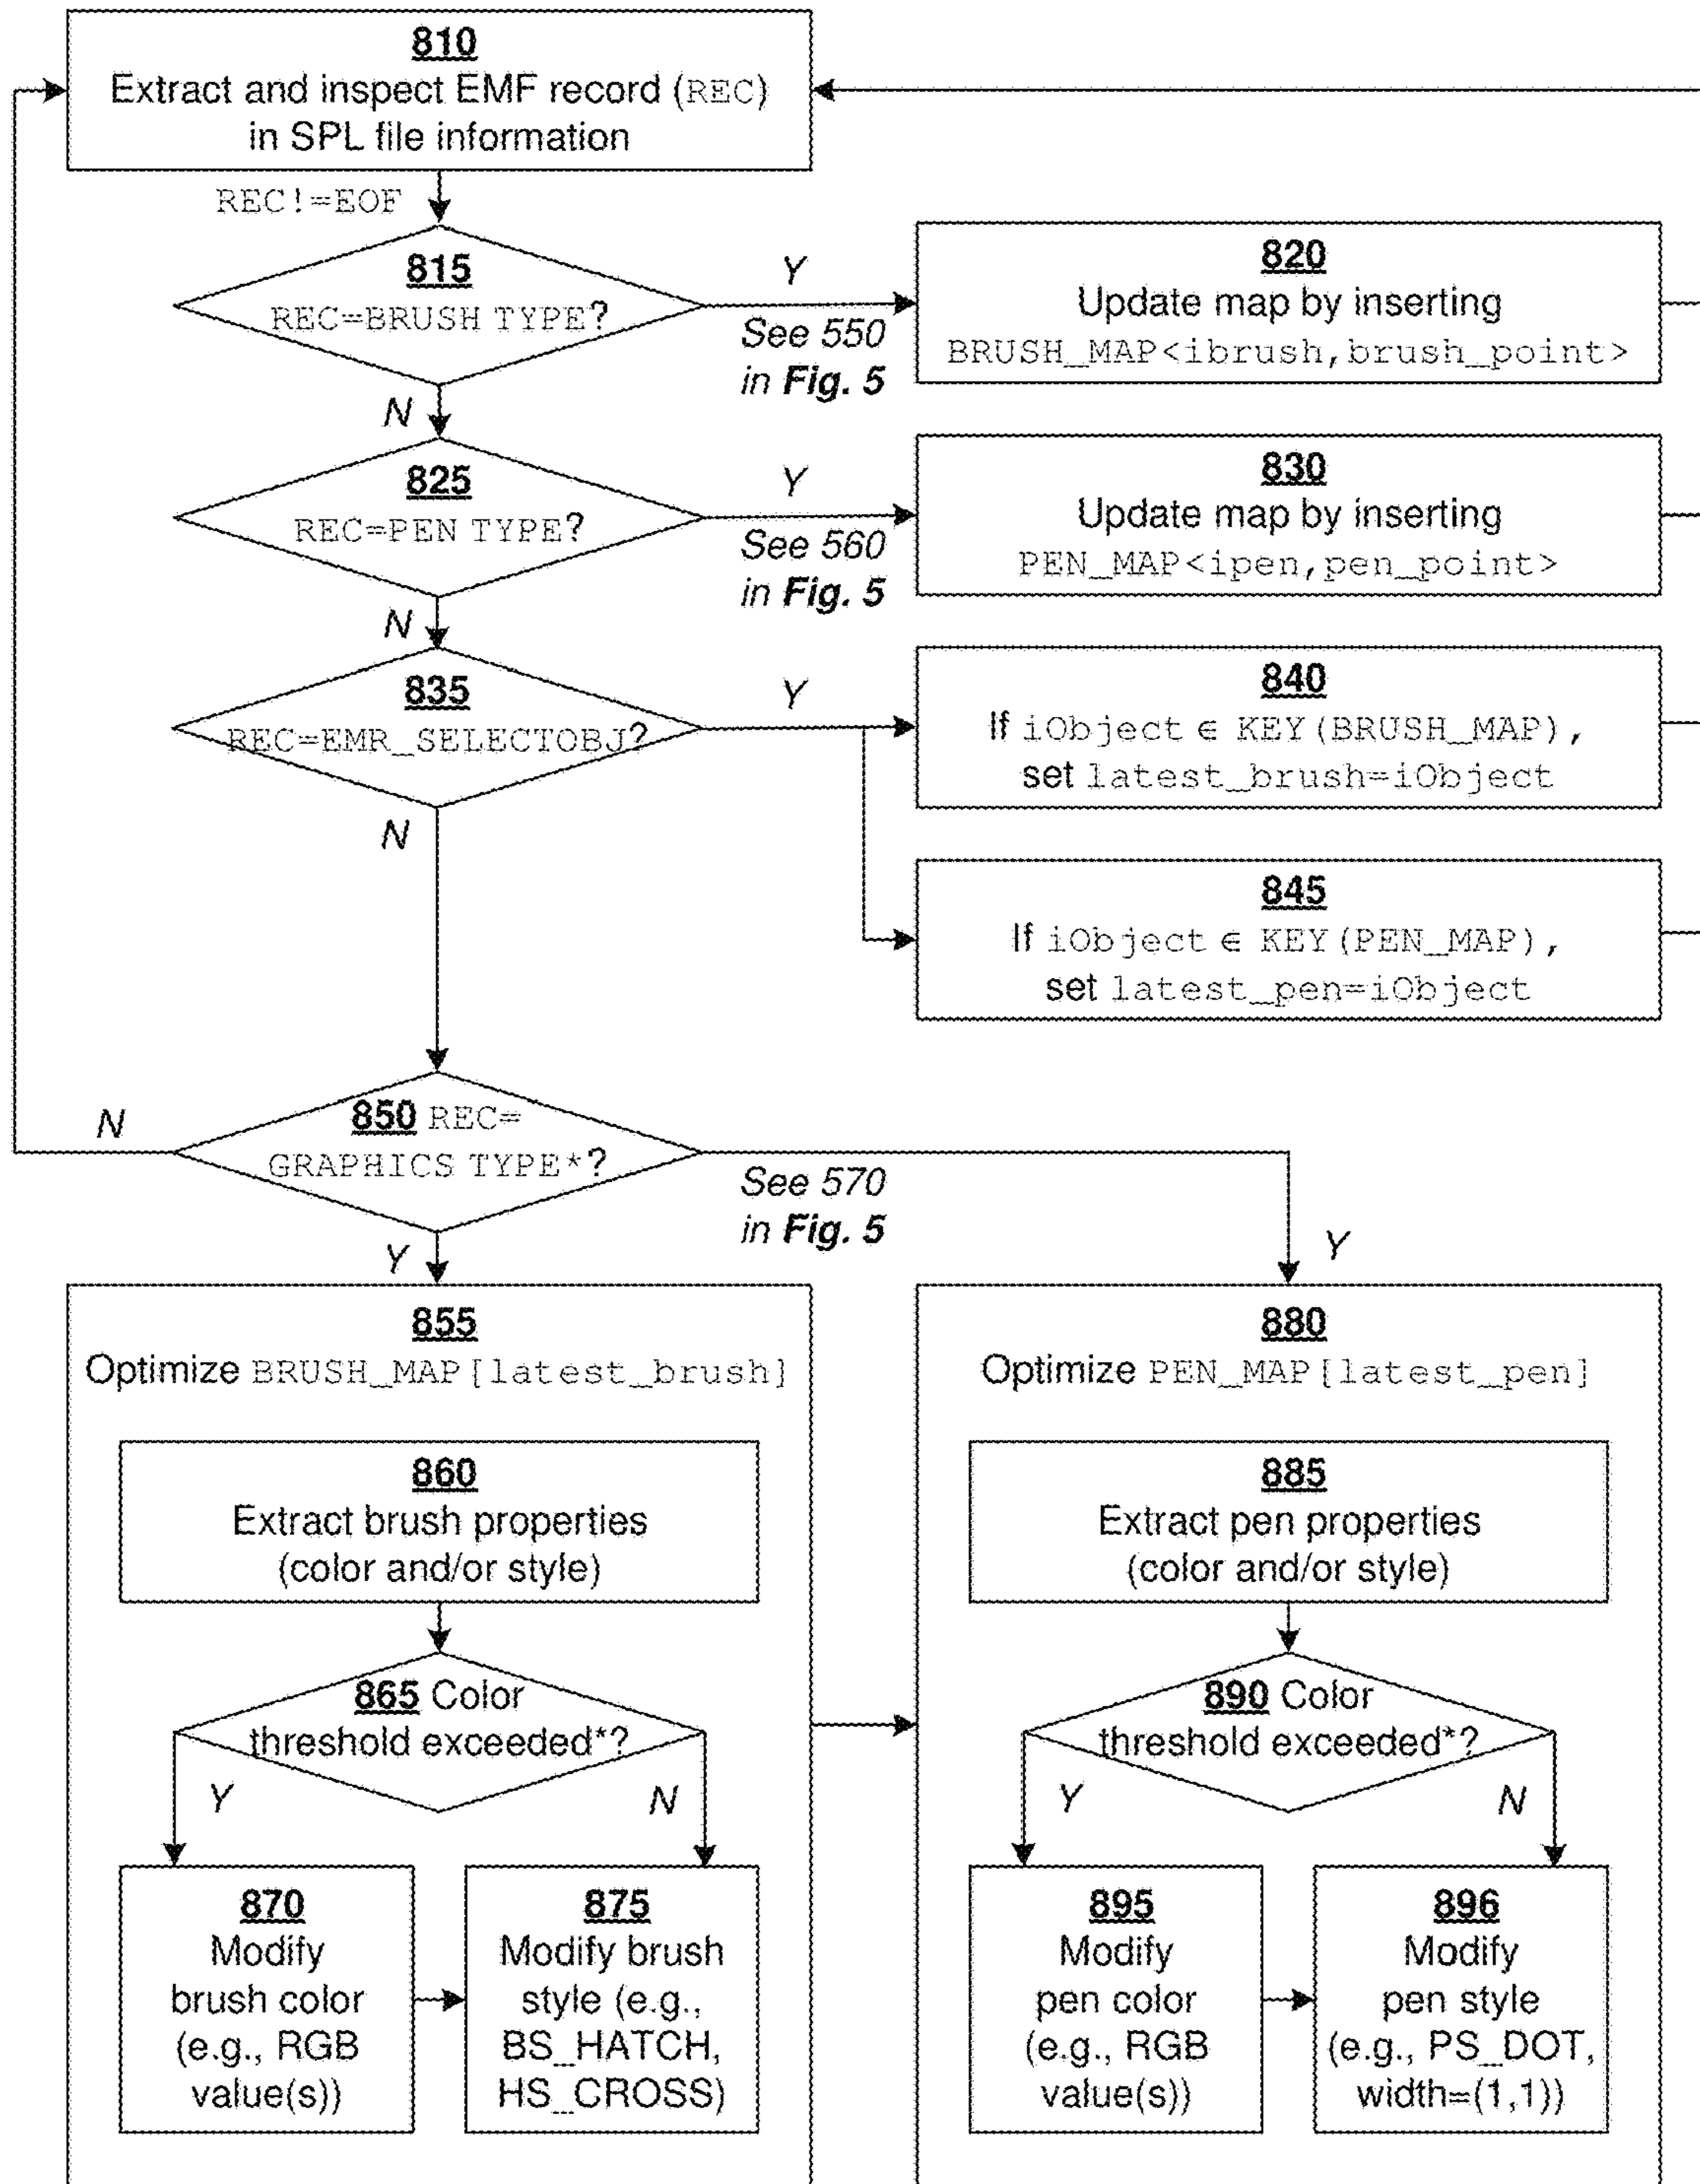 810
Extract and inspect EMF record (REC)
in SPL file information
REC!=EOF
815
REC=BRUSH TYPE?
Y
See 550
in Fig. 5
820
Update map by inserting
BRUSH_MAP<ibrush,brush_point>
N
825
REC=PEN TYPE?
Y
See 560
in Fig. 5
830
Update map by inserting
PEN_MAP<ipen,pen_point>
N
835
REC=EMR_SELECTOBJ?
Y
840
If iObject ∈ KEY(BRUSH_MAP),
set latest_brush=iObject
N
845
If iObject ∈ KEY(PEN_MAP),
set latest_pen=iObject
N
850 REC=
GRAPHICS TYPE*?
See 570
in Fig. 5
Y
Y
855
Optimize BRUSH_MAP[latest_brush]
860
Extract brush properties
(color and/or style)
865 Color
threshold exceeded*?
Y
N
870
Modify
brush color
(e.g., RGB
value(s))
875
Modify brush
style (e.g.,
BS_HATCH,
HS_CROSS)
880
Optimize PEN_MAP[latest_pen]
885
Extract pen properties
(color and/or style)
890 Color
threshold exceeded*?
Y
N
895
Modify
pen color
(e.g., RGB
value(s))
896
Modify
pen style
(e.g., PS_DOT,
width=(1,1))